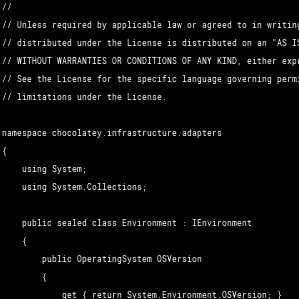 //
// Unless required by applicable law or agreed to in writing
// distributed under the License is distributed on an "AS IS
// WITHOUT WARRANTIES OR CONDITIONS OF ANY KIND, either
// See the License for the specific language governing
// limitations under the License.
namespace chocolatey.infrastructure.adapters
{
using System;
using System.Collections;
public sealed class Environment : IEnvironment
{
public OperatingSystem OSVersion
{
get { return System.Environment.OSVersion; }